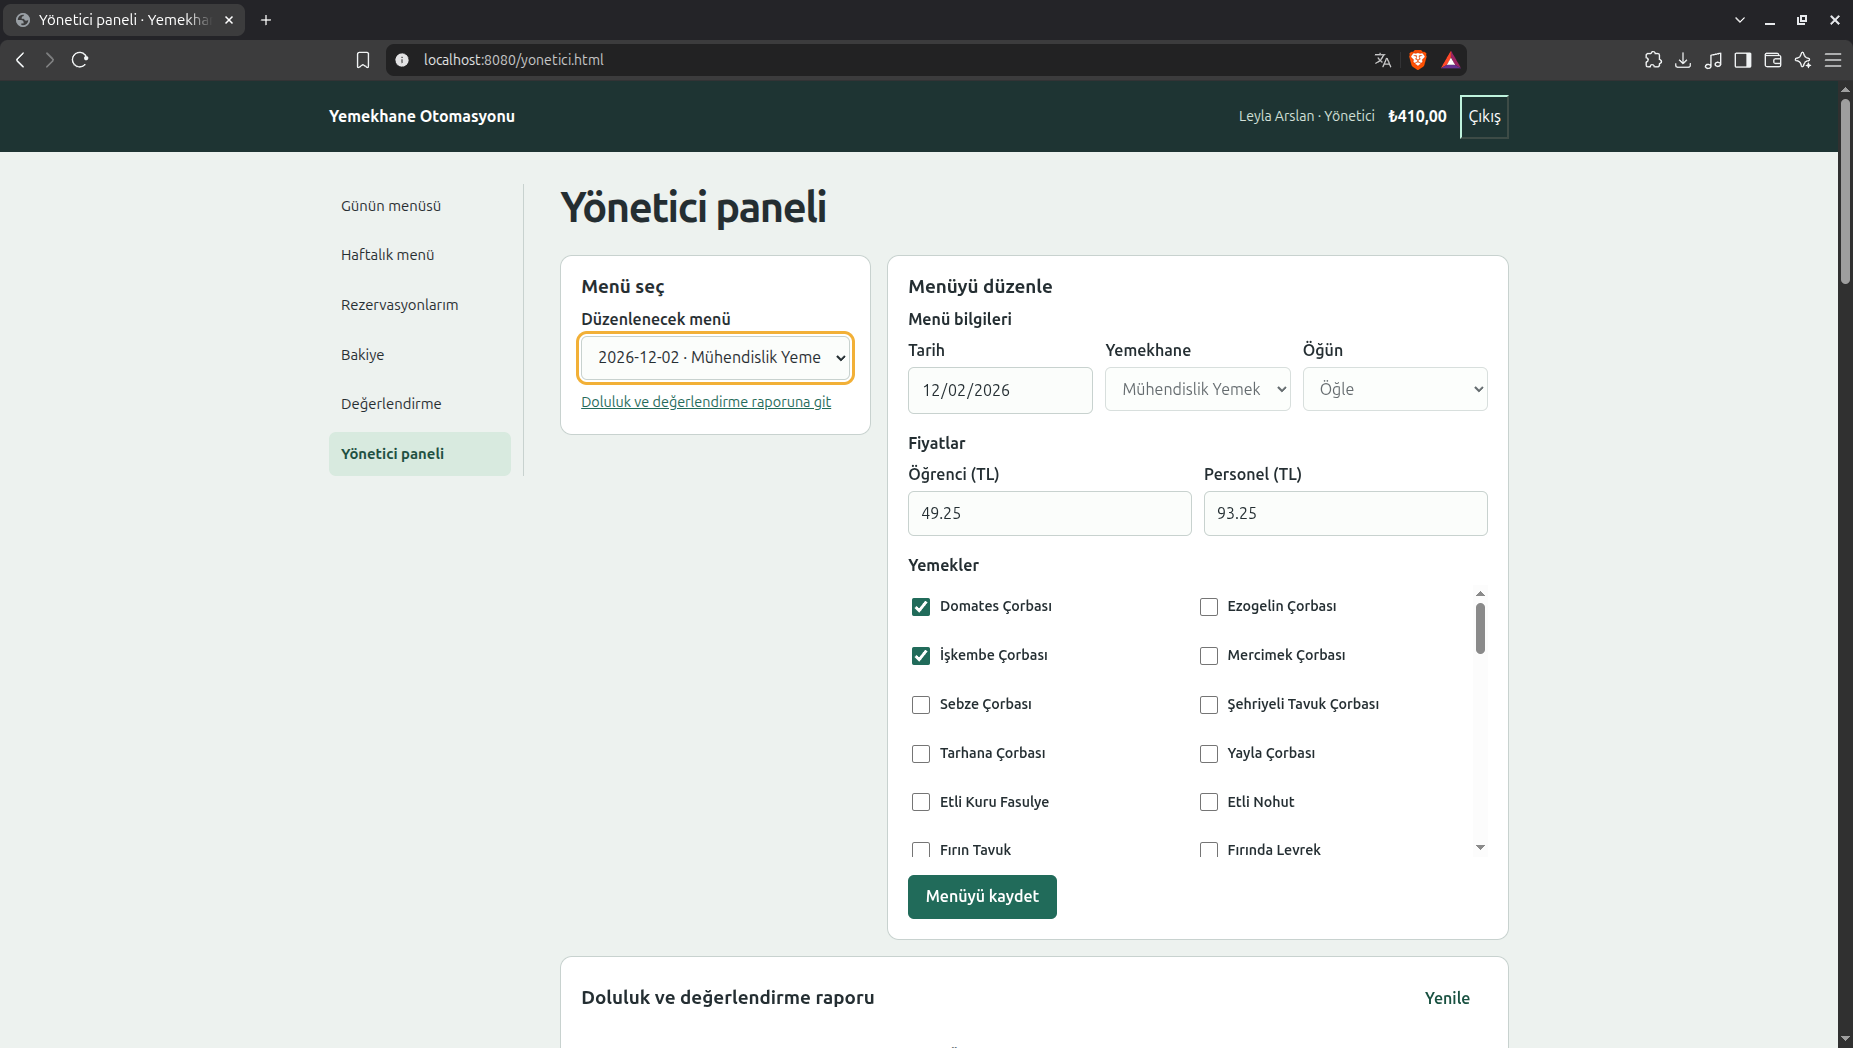 Yönetici paneli · Yemekha
localhost:8080/yonetici.html
Yemekhane Otomasyonu
Leyla Arslan · Yönetici ₺410,00 Çıkış
Günün menüsü
Haftalık menü
Rezervasyonlarım
Bakiye
Değerlendirme
Yönetici paneli
Yönetici paneli
Menü seç
Düzenlenecek menü
2026-12-02 · Mühendislik Yeme
Doluluk ve değerlendirme raporuna git
Menüyü düzenle
Menü bilgileri
Tarih Yemekhane Öğün
12/02/2026 Mühendislik Yemek Öğle
Fiyatlar
Öğrenci (TL) Personel (TL)
49.25 93.25
Yemekler
Domates Çorbası Ezogelin Çorbası
İşkembe Çorbası Mercimek Çorbası
Sebze Çorbası Şehriyeli Tavuk Çorbası
Tarhana Çorbası Yayla Çorbası
Etli Kuru Fasulye Etli Nohut
Fırın Tavuk Fırında Levrek
Menüyü kaydet
Doluluk ve değerlendirme raporu Yenile